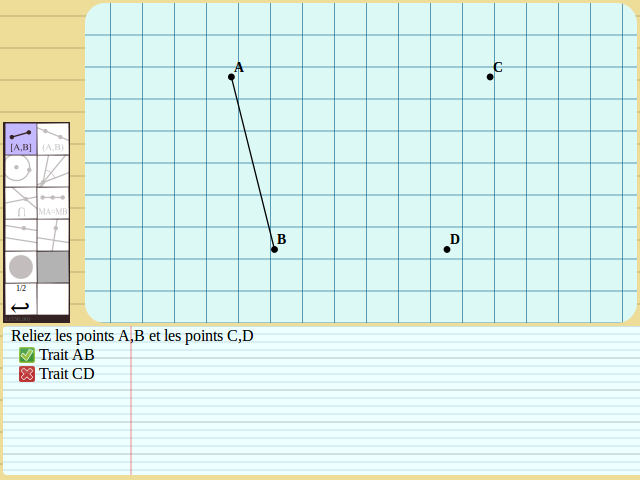 A
C
[A,B]
(A,B)
∩
MA=MB
B
D
1/2
Reliez les points A,B et les points C,D
Trait AB
Trait CD